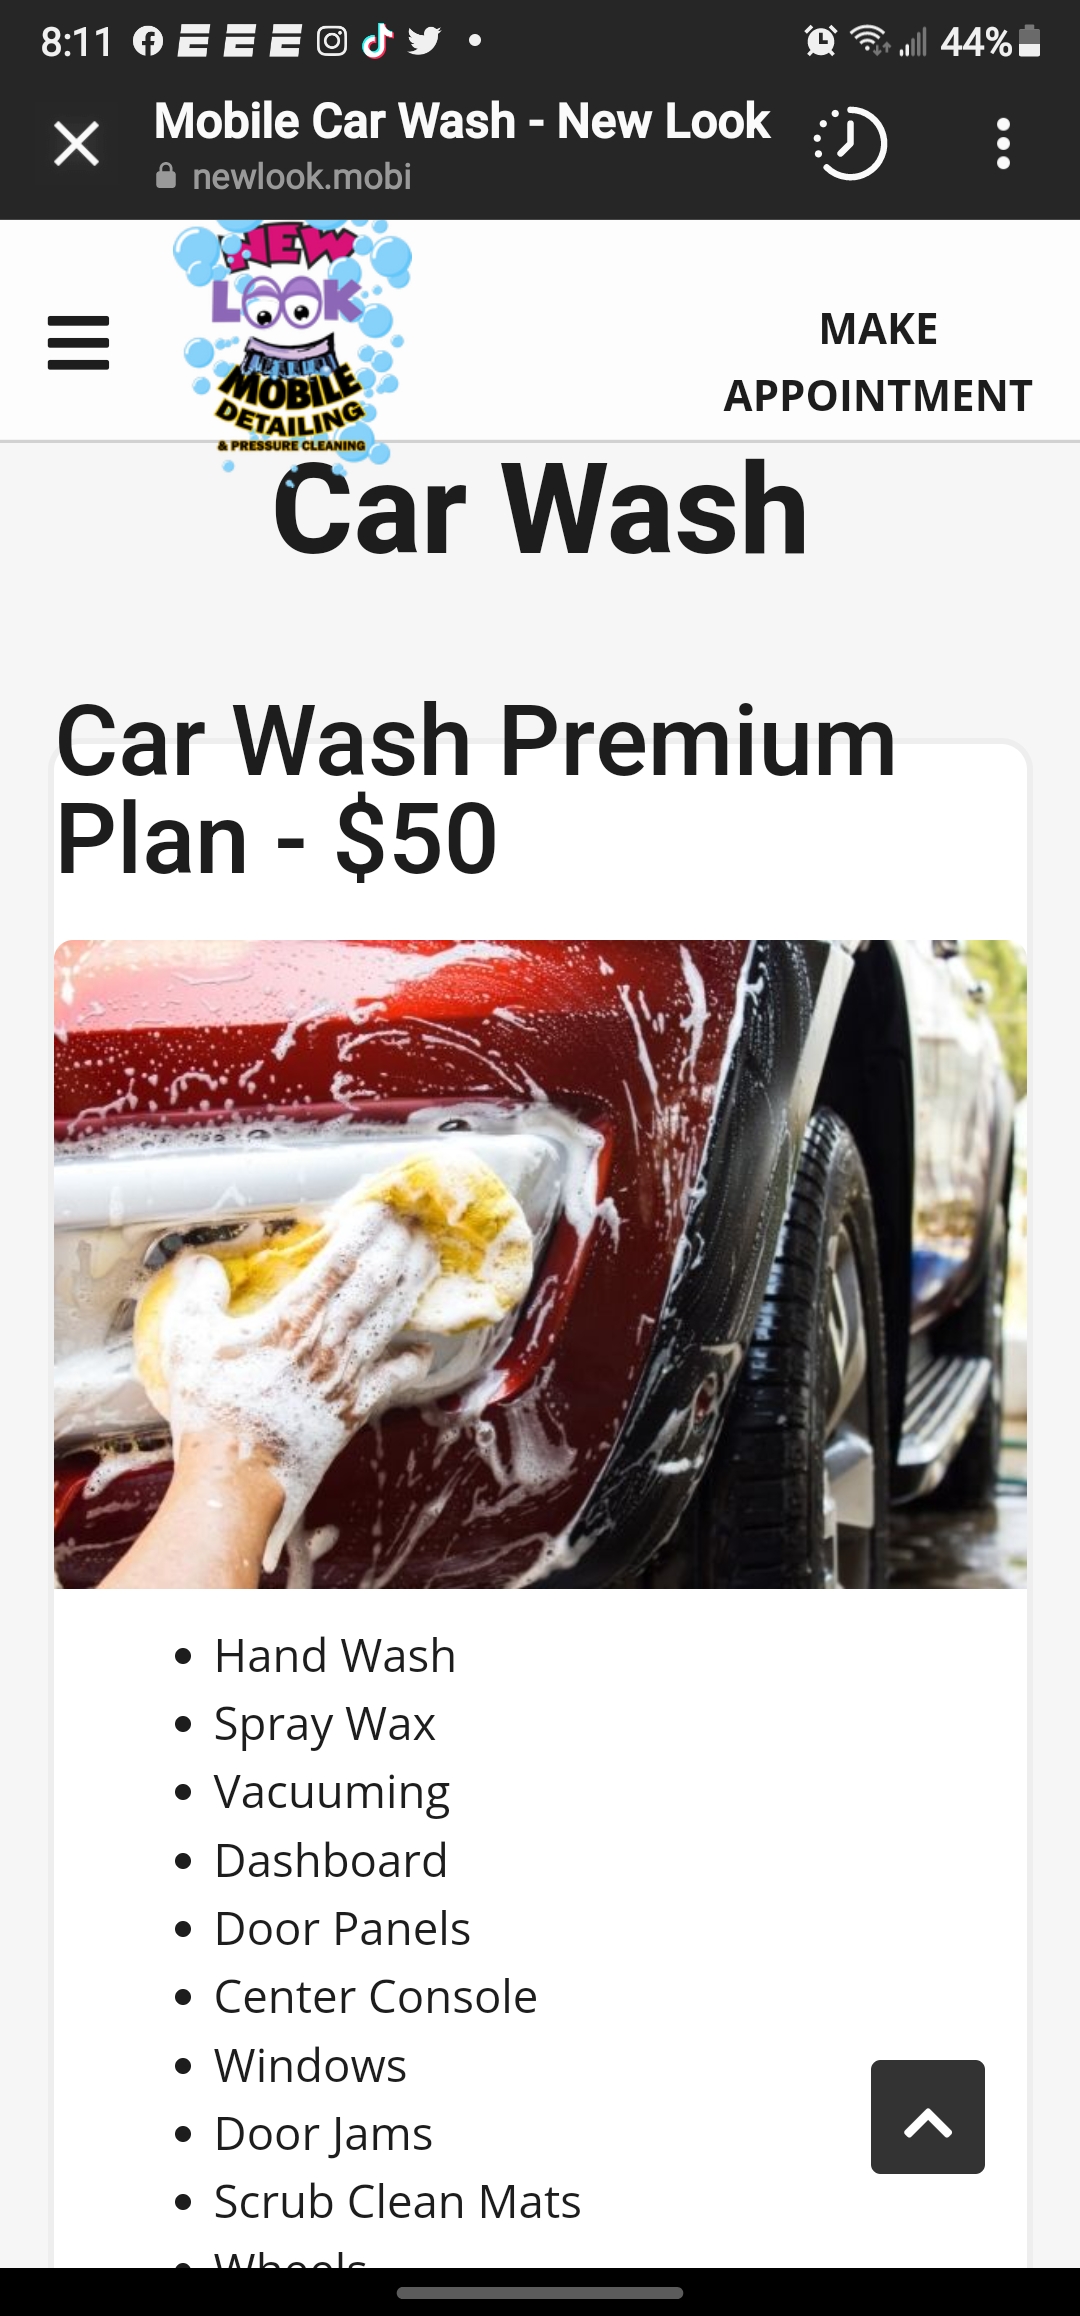 8:11
44%
Mobile Car Wash - New Look
newlook.mobi
NEW
LOOK
MOBILE
DETAILING
& PRESSURE CLEANING
MAKE
APPOINTMENT
Car Wash
Car Wash Premium
Plan - $50
Hand Wash
Spray Wax
Vacuuming
Dashboard
Door Panels
Center Console
Windows
Door Jams
Scrub Clean Mats
Wheels